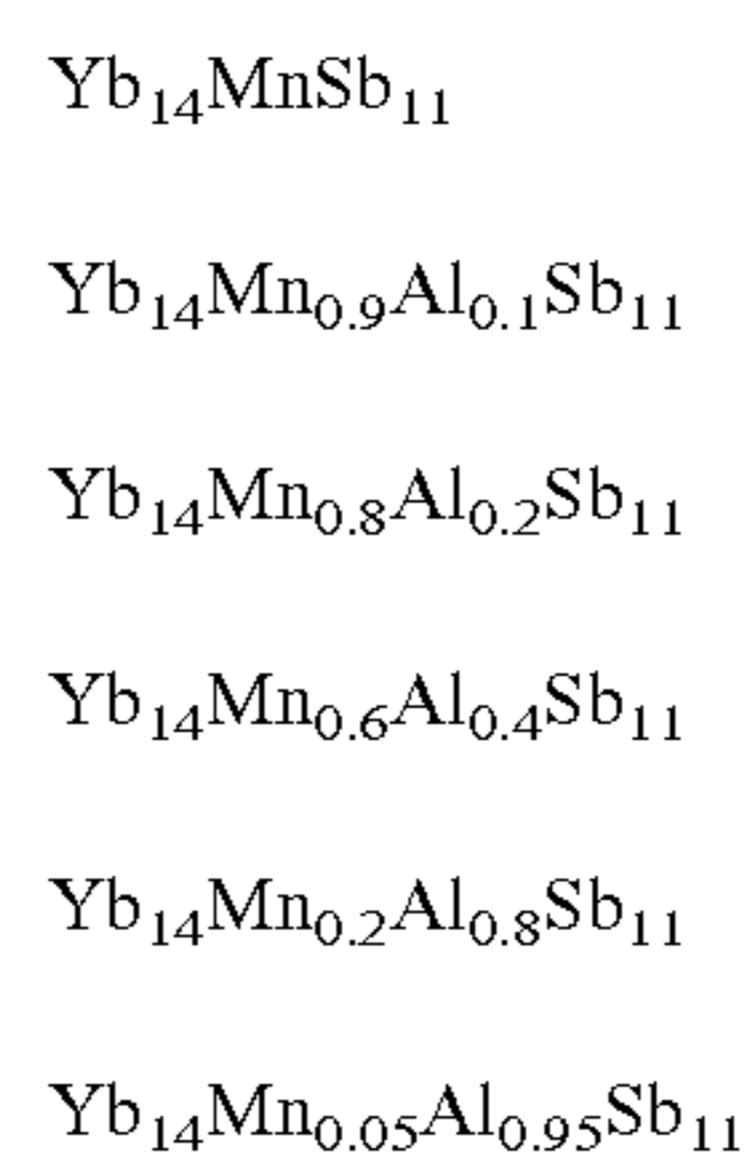 Yb₁₄MnSb₁₁
Yb₁₄Mn₀.₉Al₀.₁Sb₁₁
Yb₁₄Mn₀.₈Al₀.₂Sb₁₁
Yb₁₄Mn₀.₆Al₀.₄Sb₁₁
Yb₁₄Mn₀.₂Al₀.₈Sb₁₁
Yb₁₄Mn₀.₀₅Al₀.₉₅Sb₁₁